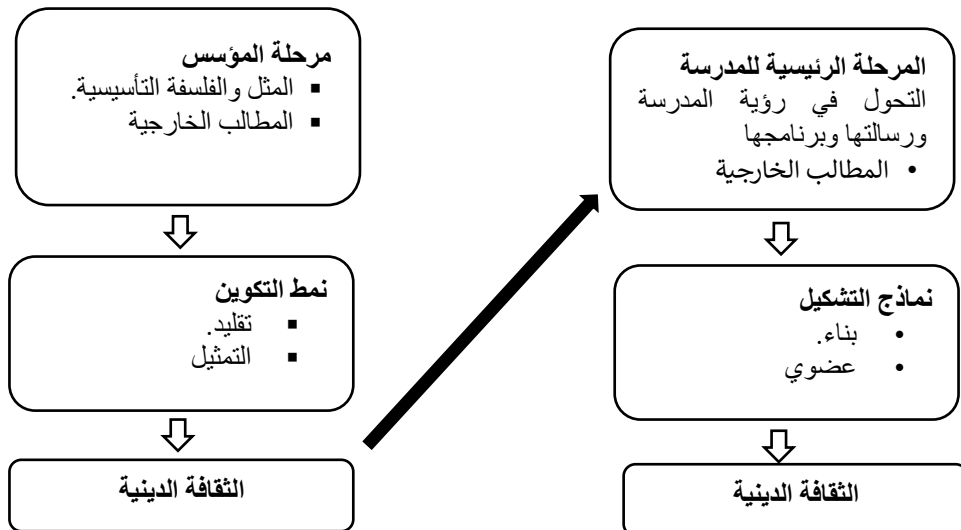 المرحلة الرئيسية للمدرسة
التحول في رؤية المدرسة
ورسالتها وبرنامجها
• المطالب الخارجية
نماذج التشكيل
• بناء.
• عضوي
الثقافة الدينية
مرحلة المؤسس
▪ المثل والفلسفة التأسيسية.
▪ المطالب الخارجية
نمط التكوين
▪ تقليد.
▪ التمثيل
الثقافة الدينية